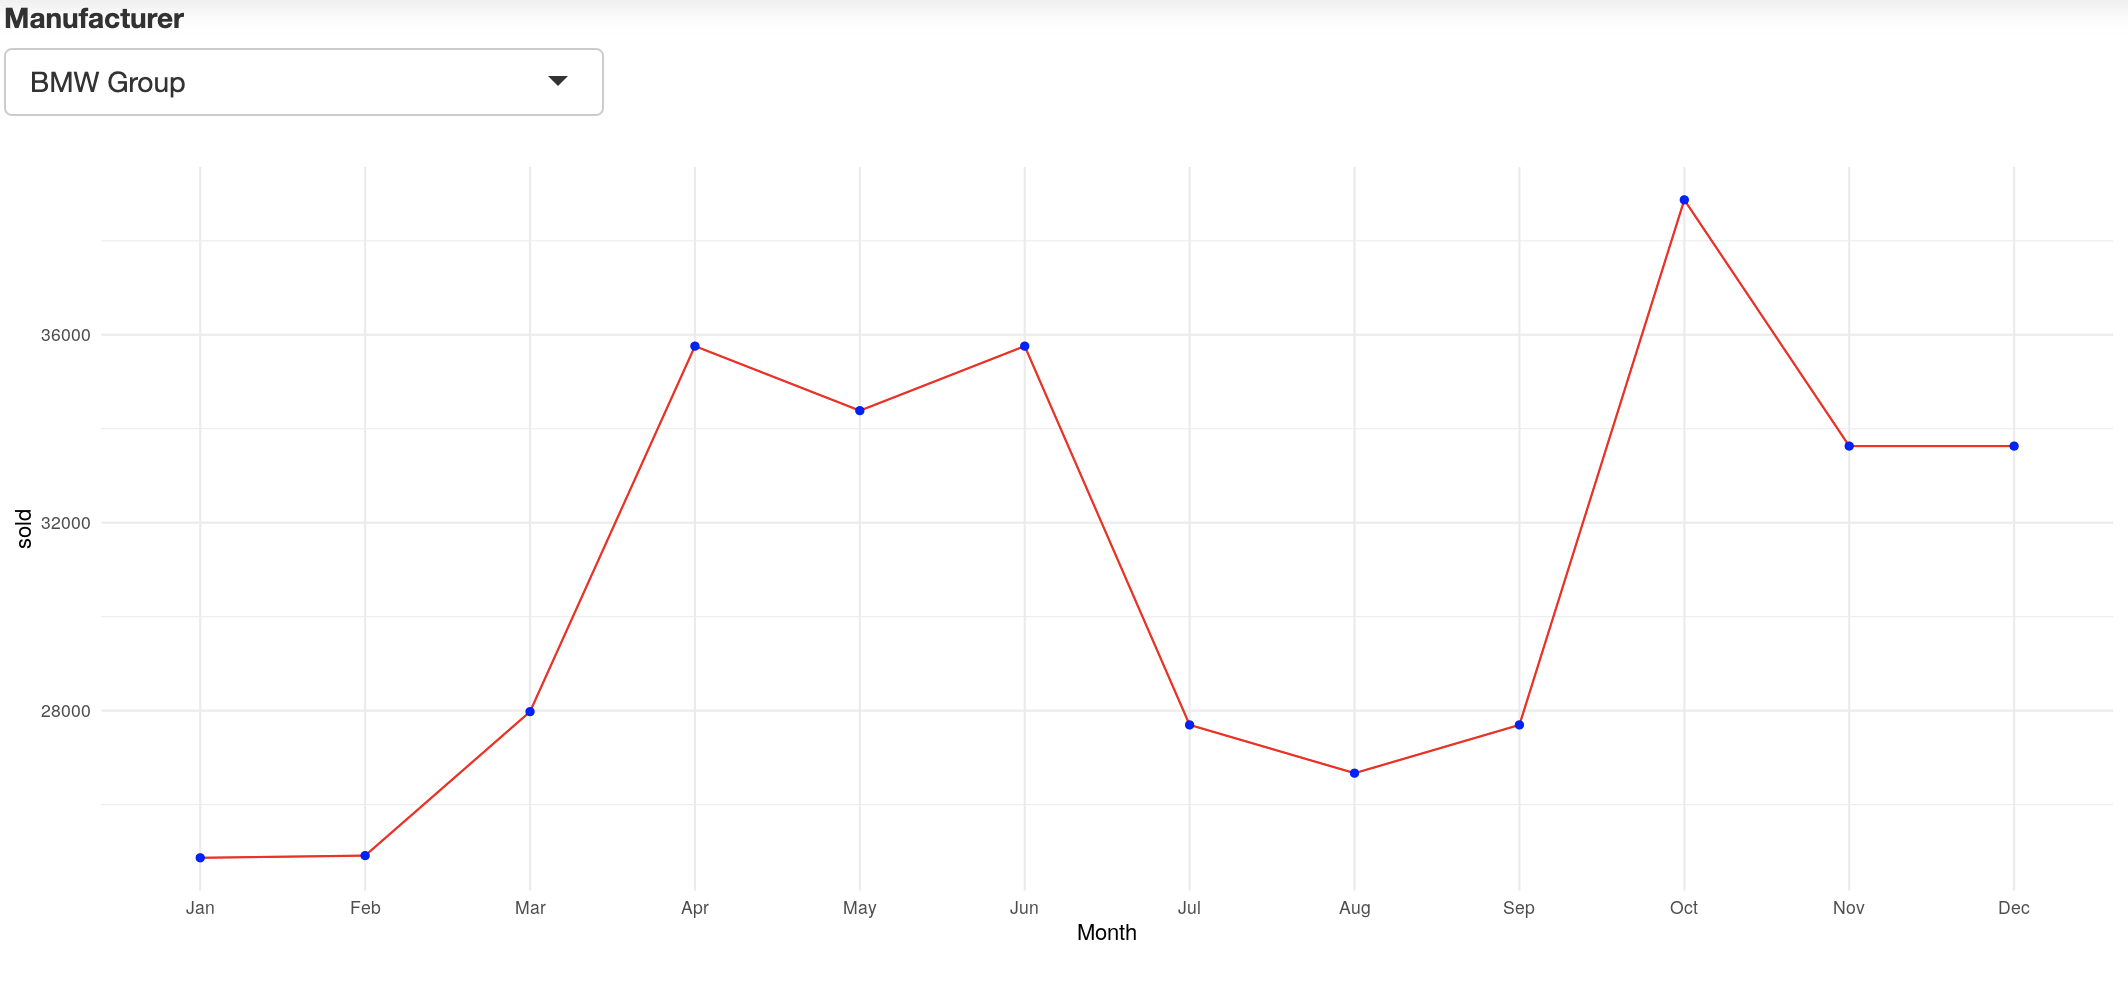 Manufacturer
BMW Group
36000
32000
28000
sold
Jan Feb Mar Apr May Jun Jul Aug Sep Oct Nov Dec
Month